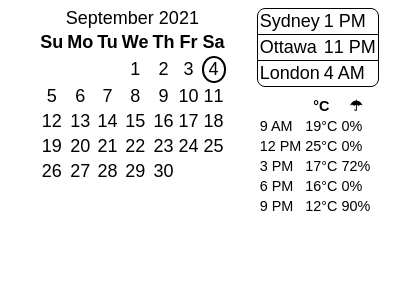 September 2021
Su Mo Tu We Th Fr Sa
1 2 3 4
5 6 7 8 9 10 11
12 13 14 15 16 17 18
19 20 21 22 23 24 25
26 27 28 29 30
Sydney 1 PM
Ottawa 11 PM
London 4 AM
°C ☂
9 AM 19°C 0%
12 PM 25°C 0%
3 PM 17°C 72%
6 PM 16°C 0%
9 PM 12°C 90%